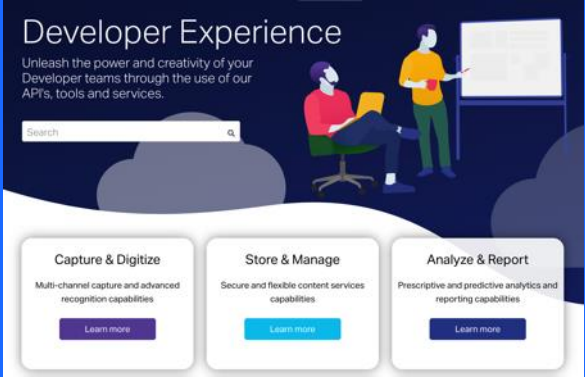 Developer Experience
Unleash the power and creativity of your
Developer teams through the use of our
API's, tools and services.
Search
Capture & Digitize
Multi-channel capture and advanced
recognition capabilities
Learn more
Store & Manage
Secure and flexible content services
capabilities
Learn more
Analyze & Report
Prescriptive and predictive analytics and
reporting capabilities
Learn more